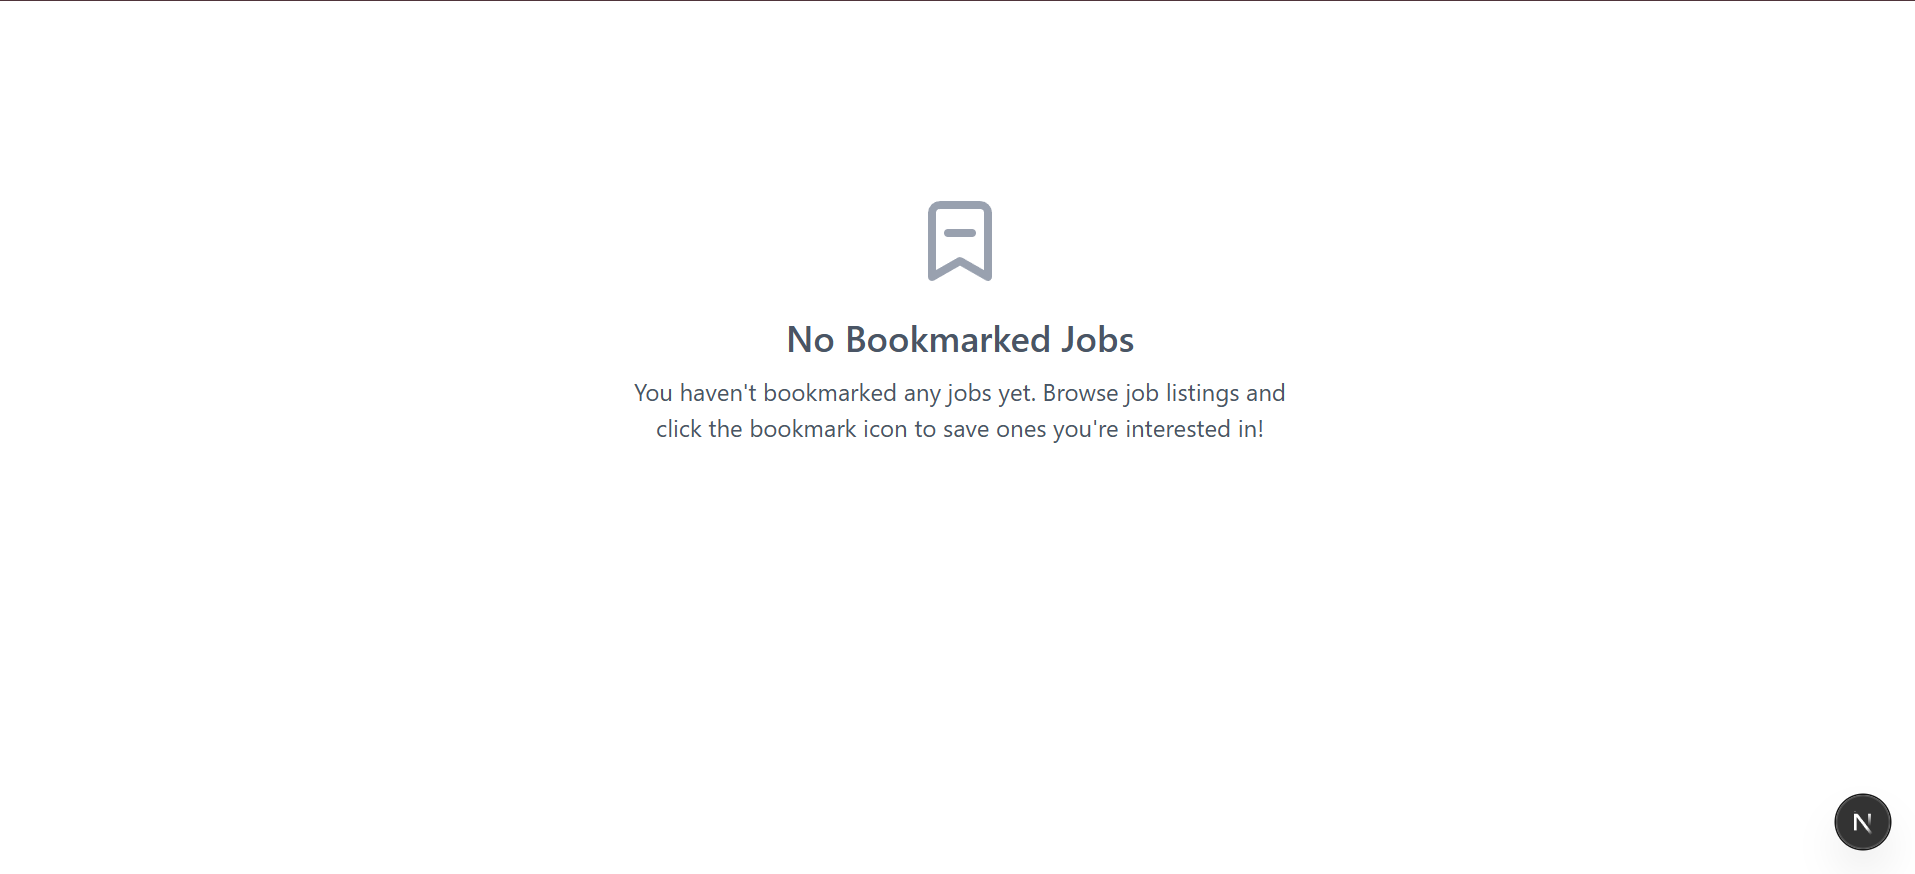 No Bookmarked Jobs
You haven't bookmarked any jobs yet. Browse job listings and
click the bookmark icon to save ones you're interested in!
N